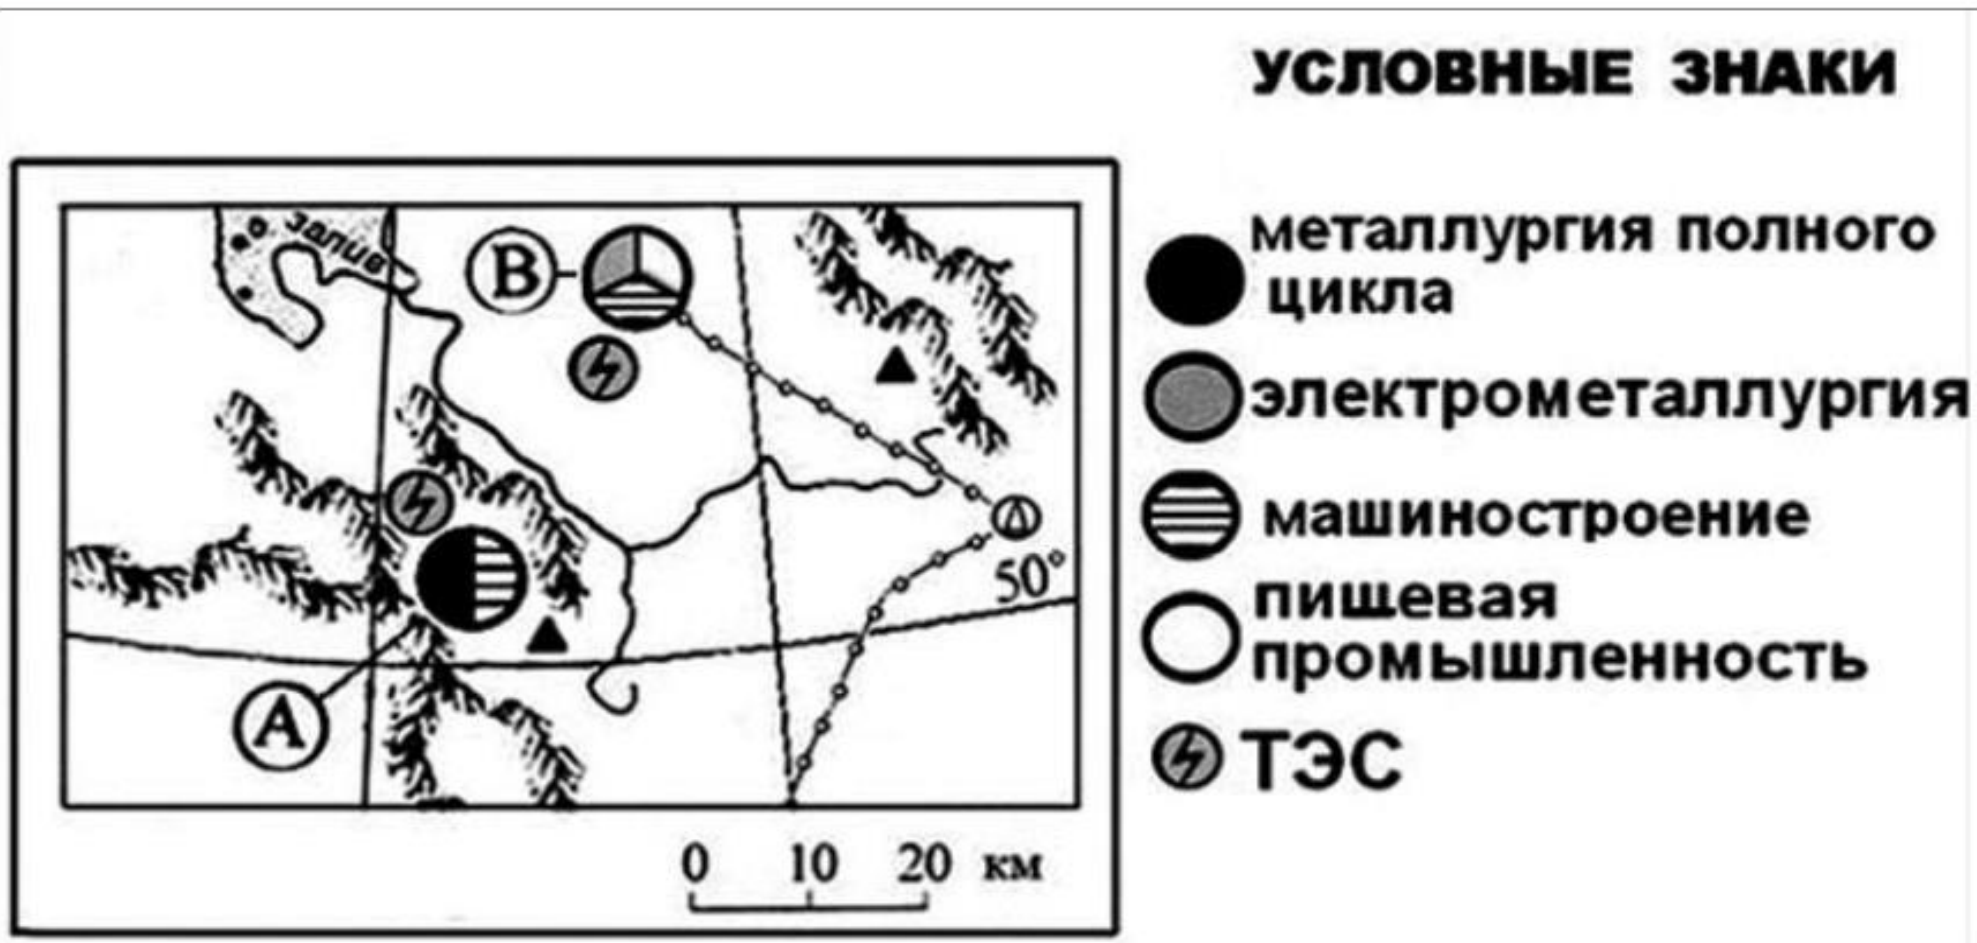 УСЛОВНЫЕ ЗНАКИ
залив
В
50°
А
0 10 20 км
металлургия полного
цикла
электрометаллургия
машиностроение
пищевая
промышленность
ТЭС